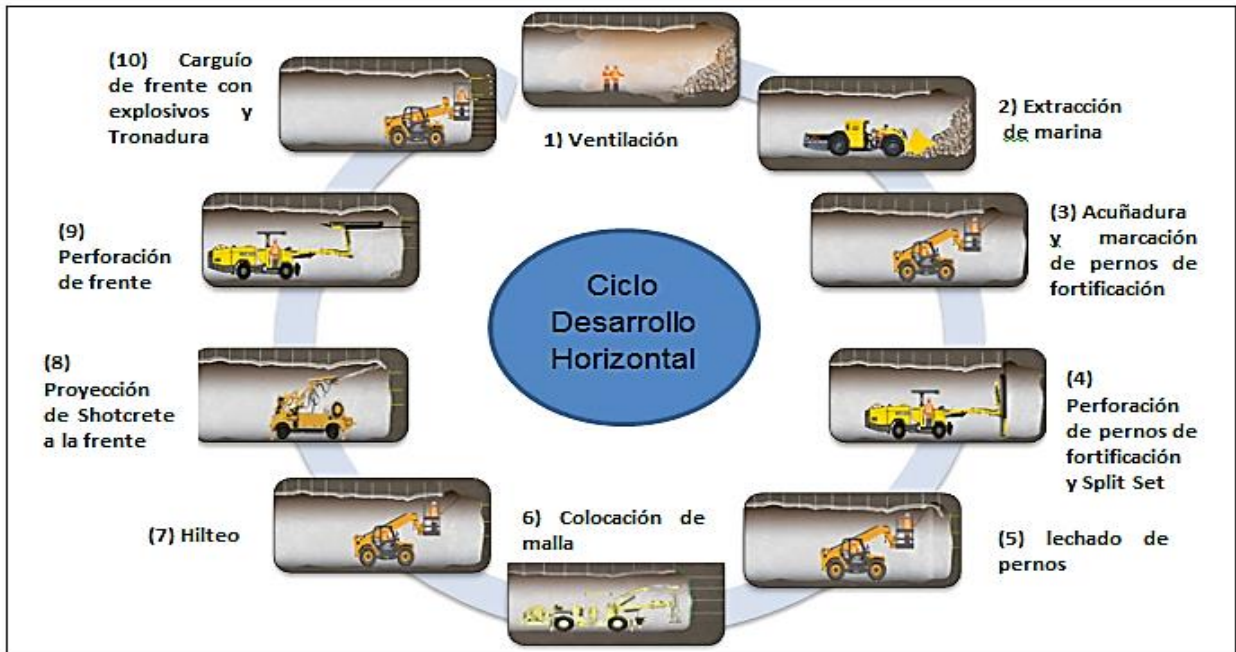 1) Ventilación
2) Extracción
de marina
(3) Acuñadura
y marcación
de pernos de
fortificación
(4)
Perforación
de pernos de
fortificación
y Split Set
(5) lechado de
pernos
6) Colocación de
malla
(7) Hilteo
(8)
Proyección
de Shotcrete
a la frente
(9)
Perforación
de frente
(10) Carguío
de frente con
explosivos y
Tronadura
Ciclo
Desarrollo
Horizontal